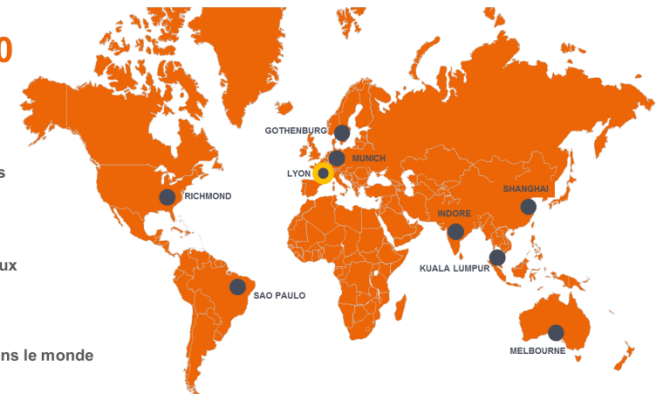 0
s
ux
ns le monde
GOTHENBURG
MUNICH
LYON
RICHMOND
SHANGHAI
INDORE
KUALA LUMPUR
SAO PAULO
MELBOURNE